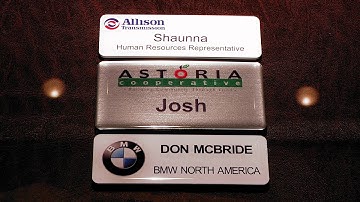 Allison
Transmission
Shaunna
Human Resources Representative
ASTORIA
cooperative
Josh
BMW
DON MCBRIDE
BMW NORTH AMERICA